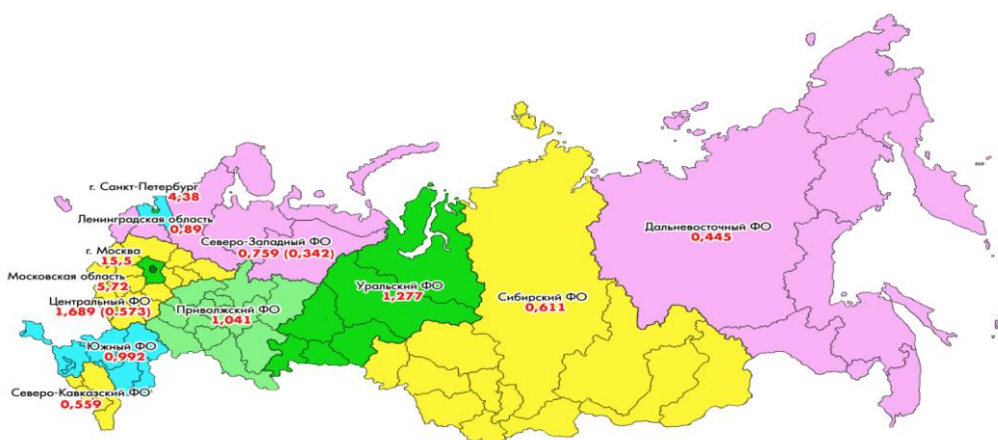 г. Санкт-Петербург
4,38
Ленинградская область
0,89
Северо-Западный ФО
0,759 (0,342)
г. Москва
15,5
Московская область
5,72
Центральный ФО
1,689 (0.573)
Приволжский ФО
1,041
Уральский ФО
1,277
Сибирский ФО
0,611
Дальневосточный ФО
0,445
Южный ФО
0,992
Северо-Кавказский ФО
0,559